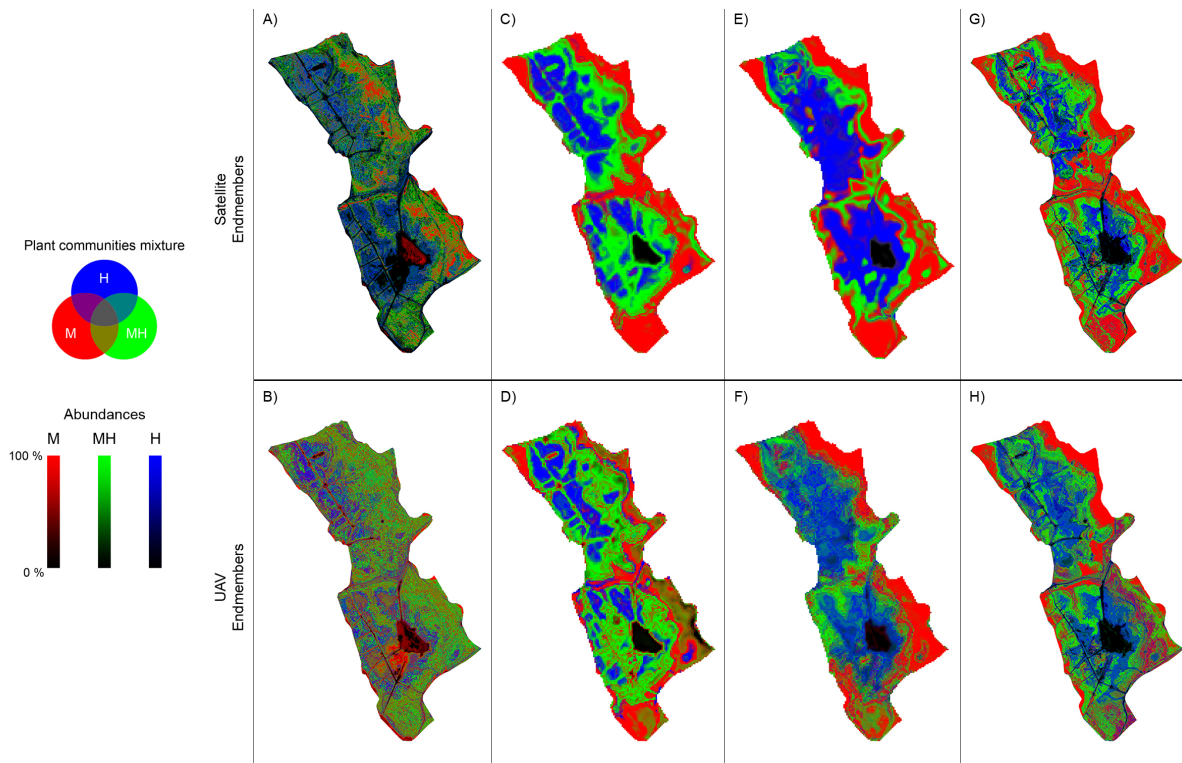 A)
C)
E)
G)
Satellite
Endmembers
Plant communities mixture
H
M
MH
B)
D)
F)
H)
Abundances
M MH H
100 %
0 %
UAV
Endmembers